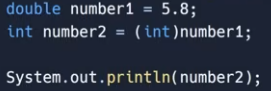 double number1 = 5.8;
int number2 = (int)number1;
System.out.println(number2);